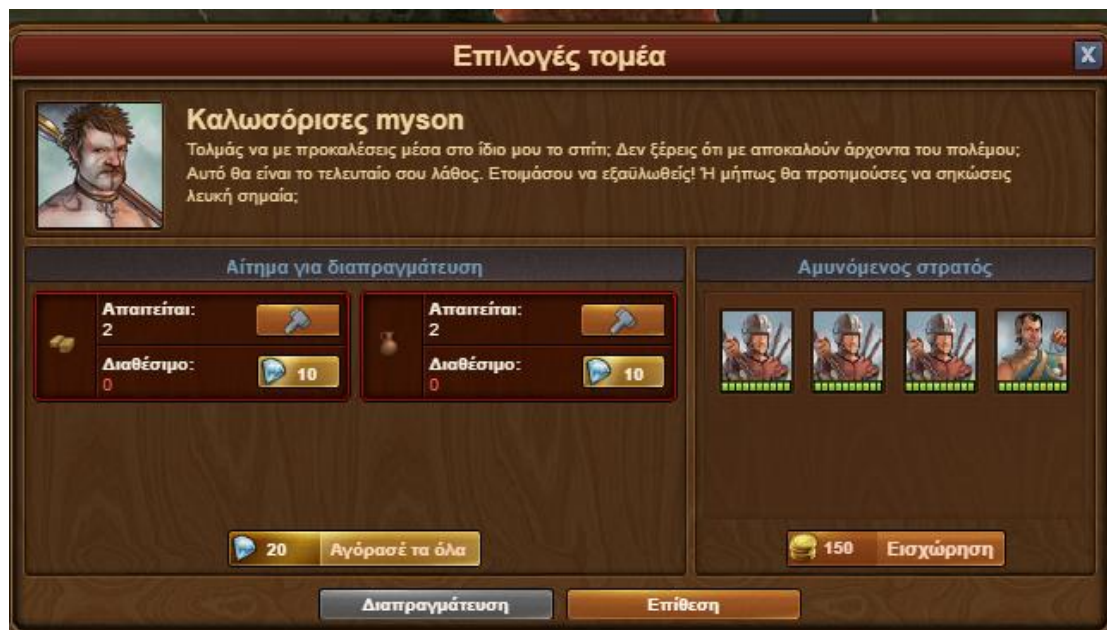 Επιλογές τομέα
X
Καλωσόρισες myson
Τολμάς να με προκαλέσεις μέσα στο ίδιο μου το σπίτι; Δεν ξέρεις ότι με αποκαλούν άρχοντα του πολέμου;
Αυτό θα είναι το τελευταίο σου λάθος. Ετοιμάσου να εξαϋλωθείς! Ή μήπως θα προτιμούσες να σηκώσεις
λευκή σημαία;
Αίτημα για διαπραγμάτευση
Απαιτείται:
2
Διαθέσιμο:
0
10
Απαιτείται:
2
Διαθέσιμο:
0
10
20 Αγόρασέ τα όλα
Αμυνόμενος στρατός
150 Εισχώρηση
Διαπραγμάτευση
Επίθεση